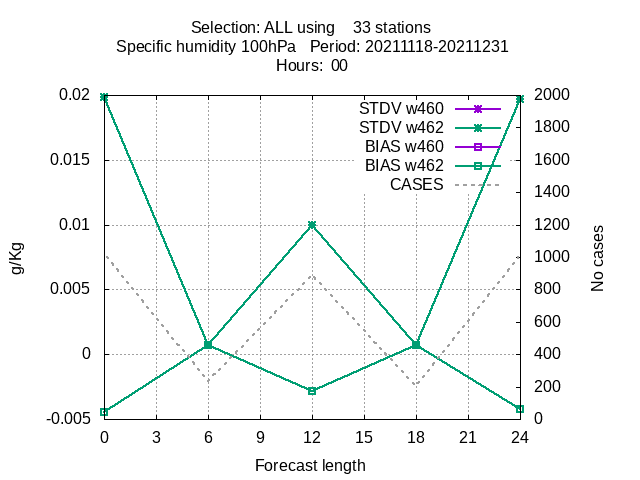 Selection: ALL using    33 stations
Specific humidity 100hPa   Period: 20211118-20211231
Hours:  00
0.02
0.015
0.01
0.005
0
-0.005
g/Kg
STDV w460
STDV w462
BIAS w460
BIAS w462
CASES
2000
1800
1600
1400
1200
1000
800
600
400
200
0
No cases
0 3 6 9 12 15 18 21 24
Forecast length